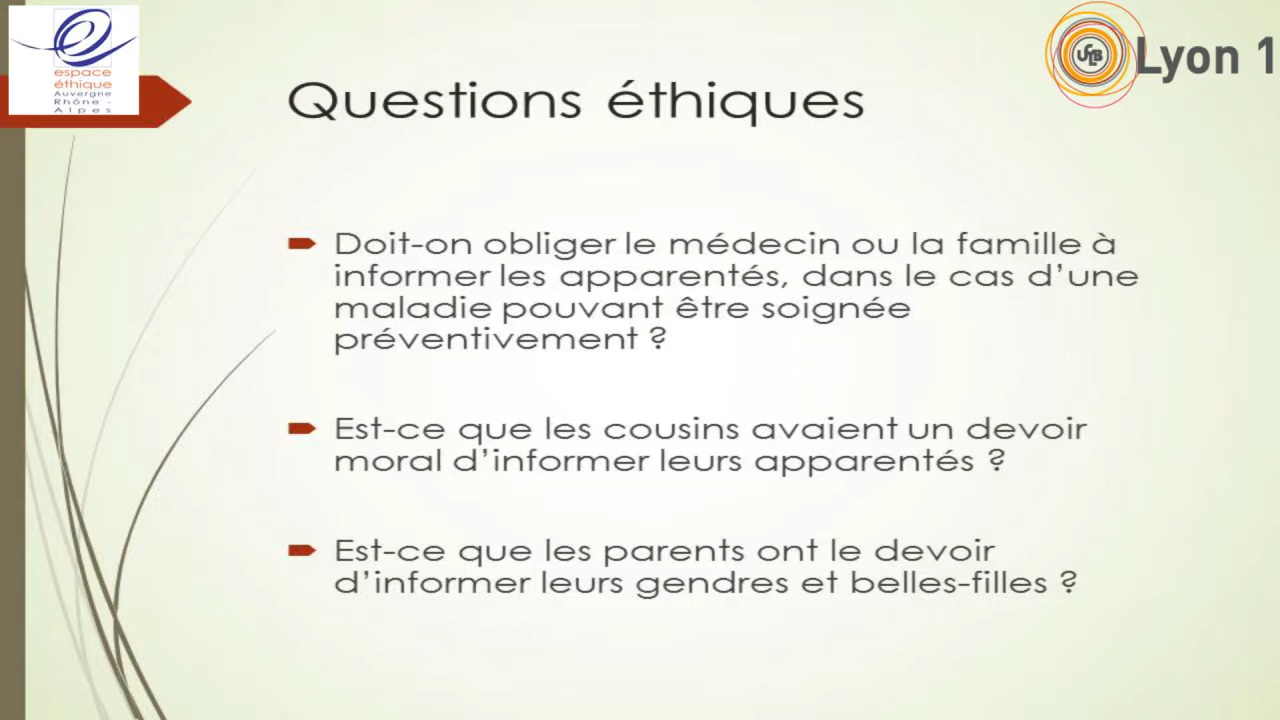 espace
éthique
Auvergne
Rhône -
Alpes
UCLB
Lyon 1
Questions éthiques
Doit-on obliger le médecin ou la famille à
informer les apparentés, dans le cas d'une
maladie pouvant être soignée
préventivement ?
Est-ce que les cousins avaient un devoir
moral d'informer leurs apparentés ?
Est-ce que les parents ont le devoir
d'informer leurs gendres et belles-filles ?